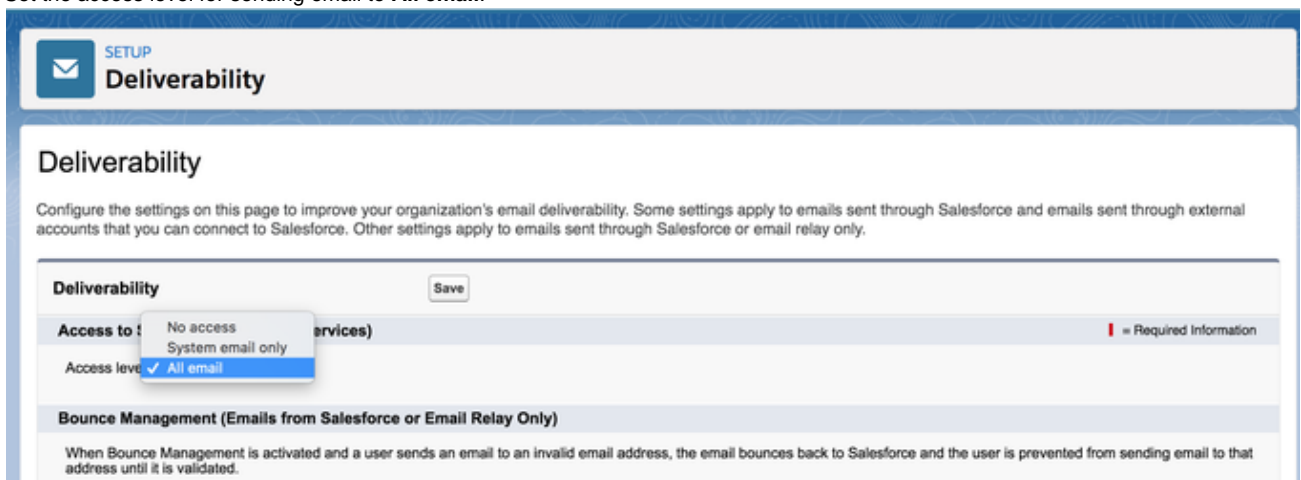 SETUP
Deliverability
Deliverability
Configure the settings on this page to improve your organization's email deliverability. Some settings apply to emails sent through Salesforce and emails sent through external
accounts that you can connect to Salesforce. Other settings apply to emails sent through Salesforce or email relay only.
Deliverability Save
Access to ervices) = Required Information
No access
System email only
Access leve ✓ All email
Bounce Management (Emails from Salesforce or Email Relay Only)
When Bounce Management is activated and a user sends an email to an invalid email address, the email bounces back to Salesforce and the user is prevented from sending email to that
address until it is validated.